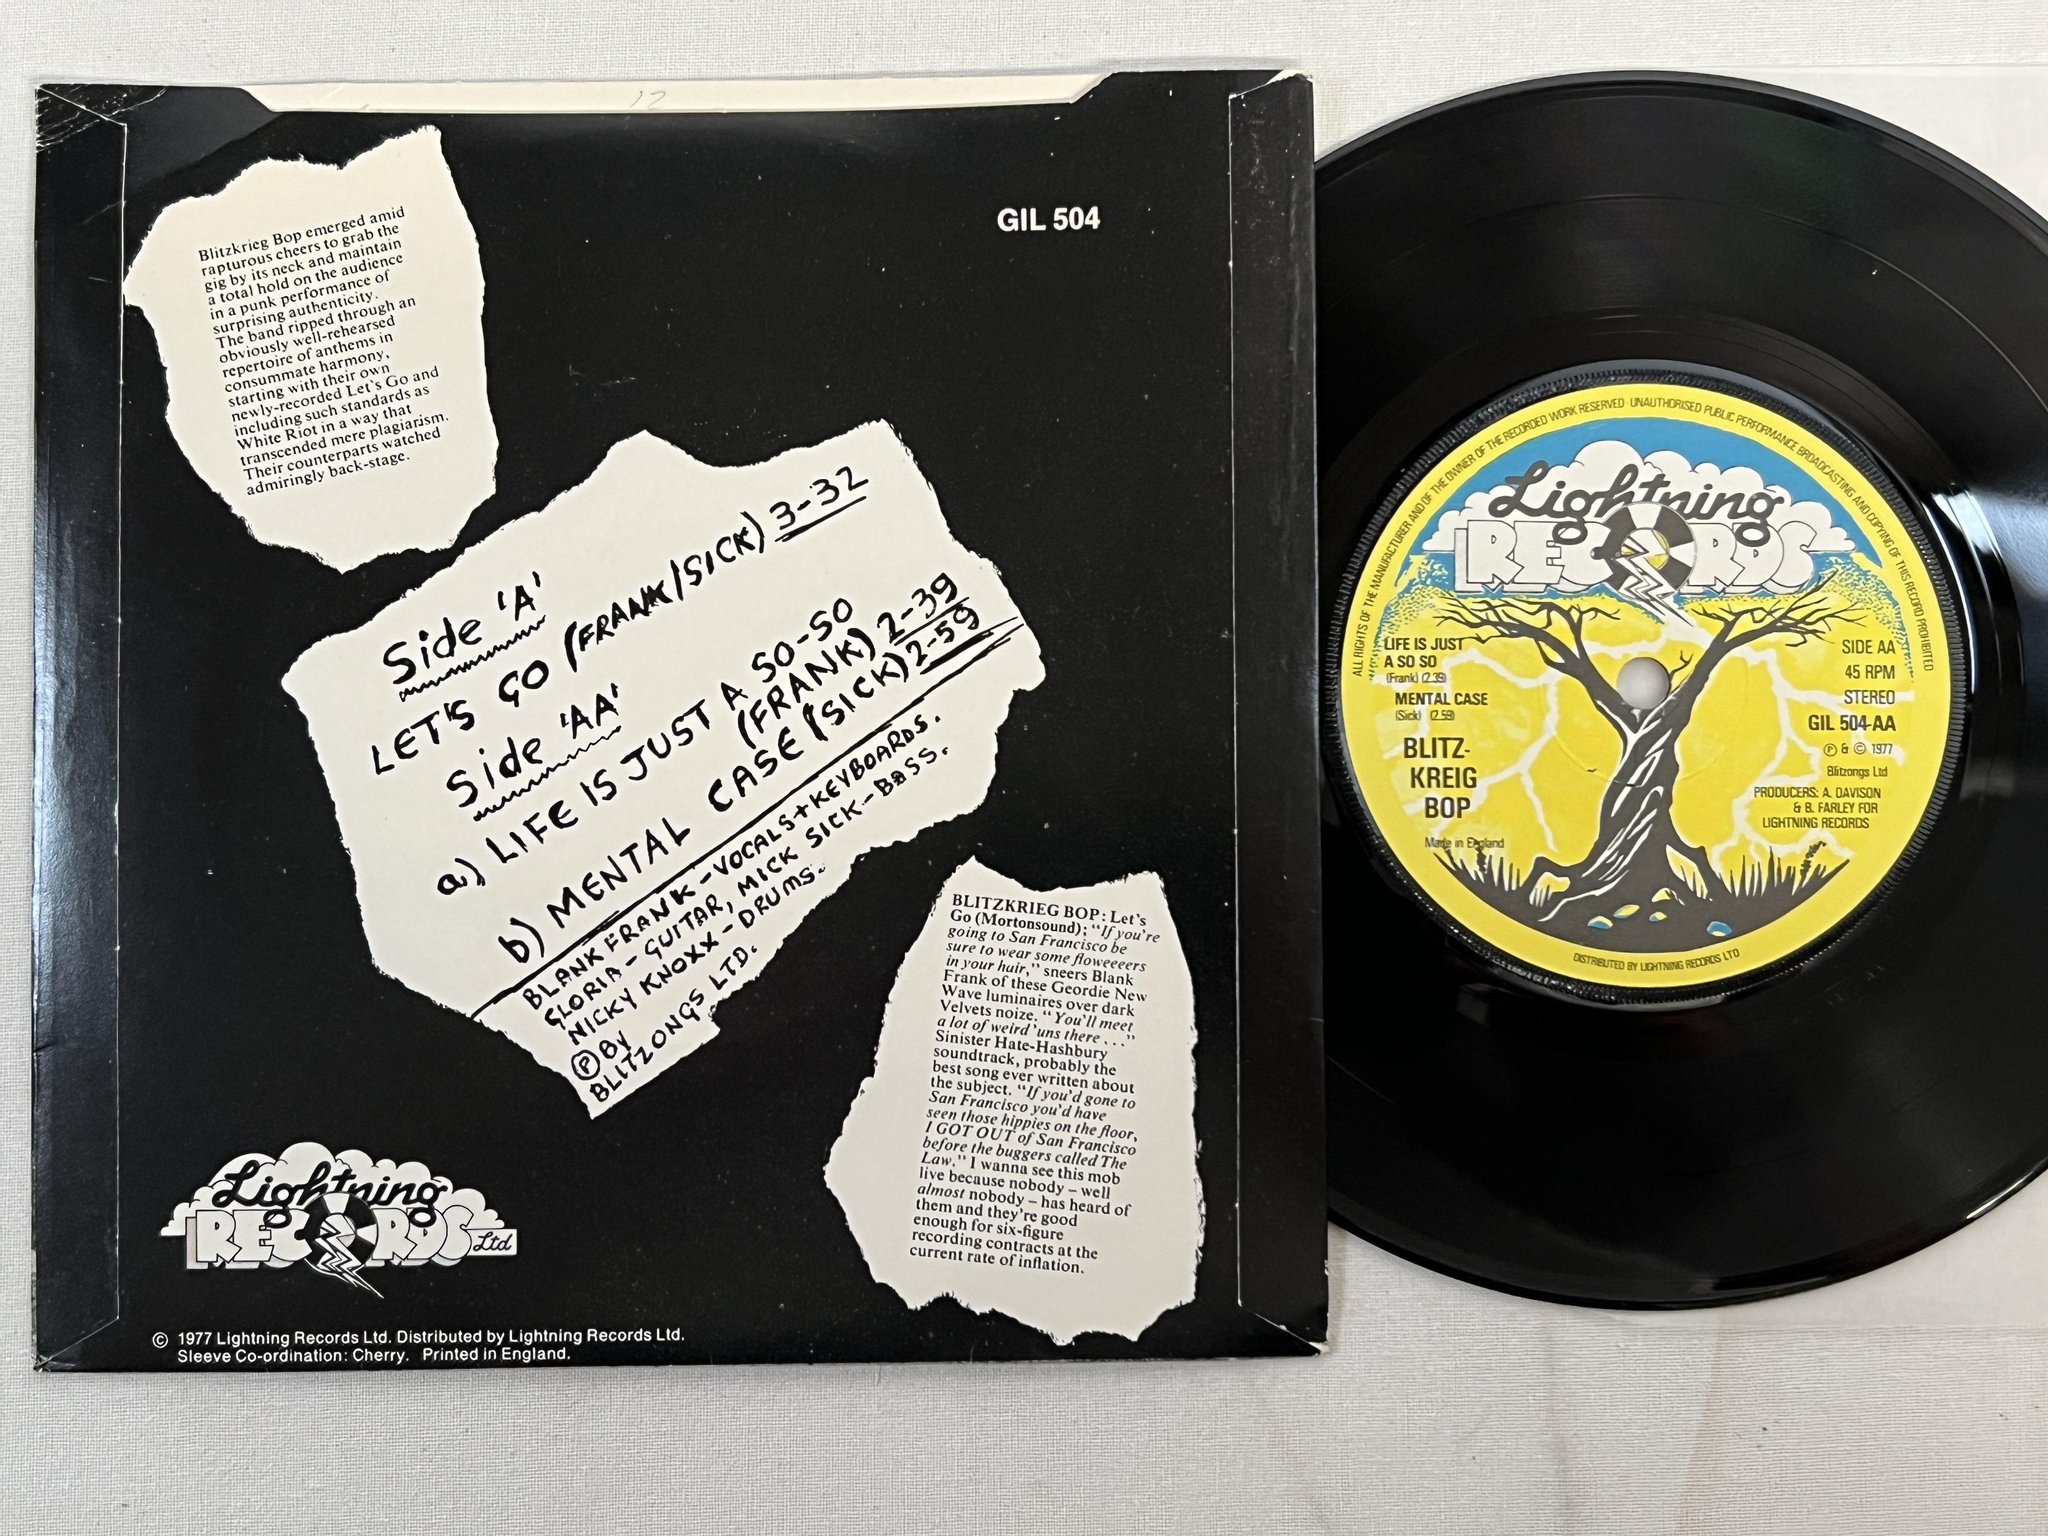 12
Blitzkrieg Bop emerged amid
rapturous cheers to grab the
gig by its neck and maintain
a total hold on the audience
in a punk performance of
surprising authenticity.
The band ripped through an
obviously well-rehearsed
repertoire of anthems in
consummate harmony,
starting with their own
newly-recorded Let's Go and
including such standards as
White Riot in a way that
transcended mere plagiarism.
Their counterparts watched
admiringly back-stage.
GIL 504
Side 'A'
LET'S GO (FRANK/SICK) 3-32
Side 'AA'
a) LIFE IS JUST A SO-SO
(FRANK) 2-39
b) MENTAL CASE (SICK) 2-59
BLANK FRANK-VOCALS+KEYBOARDS.
GLORIA-GUITAR, MICK SICK-BASS.
NICKY KNOXX-DRUMS.
Ⓟ BY
BLITZONGS LTD.
BLITZKRIEG BOP: Let's
Go (Mortonsound); "If you're
going to San Francisco be
sure to wear some floweeeers
in your hair," sneers Blank
Frank of these Geordie New
Wave luminaires over dark
Velvets noize. "You'll meet
a lot of weird 'uns there . . ."
Sinister Hate-Hashbury
soundtrack, probably the
best song ever written about
the subject. "If you'd gone to
San Francisco you'd have
seen those hippies on the floor,
I GOT OUT of San Francisco
before the buggers called The
Law." I wanna see this mob
live because nobody – well
almost nobody – has heard of
them and they're good
enough for six-figure
recording contracts at the
current rate of inflation.
Lightning
RECORDS Ltd
© 1977 Lightning Records Ltd. Distributed by Lightning Records Ltd.
Sleeve Co-ordination: Cherry. Printed in England.
ALL RIGHTS OF THE MANUFACTURER AND OF THE OWNER OF THE RECORDED WORK RESERVED · UNAUTHORISED PUBLIC PERFORMANCE BROADCASTING AND COPYING OF THIS RECORD PROHIBITED
Lightning
RECORDS
LIFE IS JUST
A SO SO
(Frank) (2.39)
MENTAL CASE
(Sick) (2.59)
BLITZ-
KREIG
BOP
Made in England
SIDE AA
45 RPM
STEREO
GIL 504-AA
Ⓟ & © 1977
Blitzongs Ltd
PRODUCERS: A. DAVISON
& B. FARLEY FOR
LIGHTNING RECORDS
DISTRIBUTED BY LIGHTNING RECORDS LTD